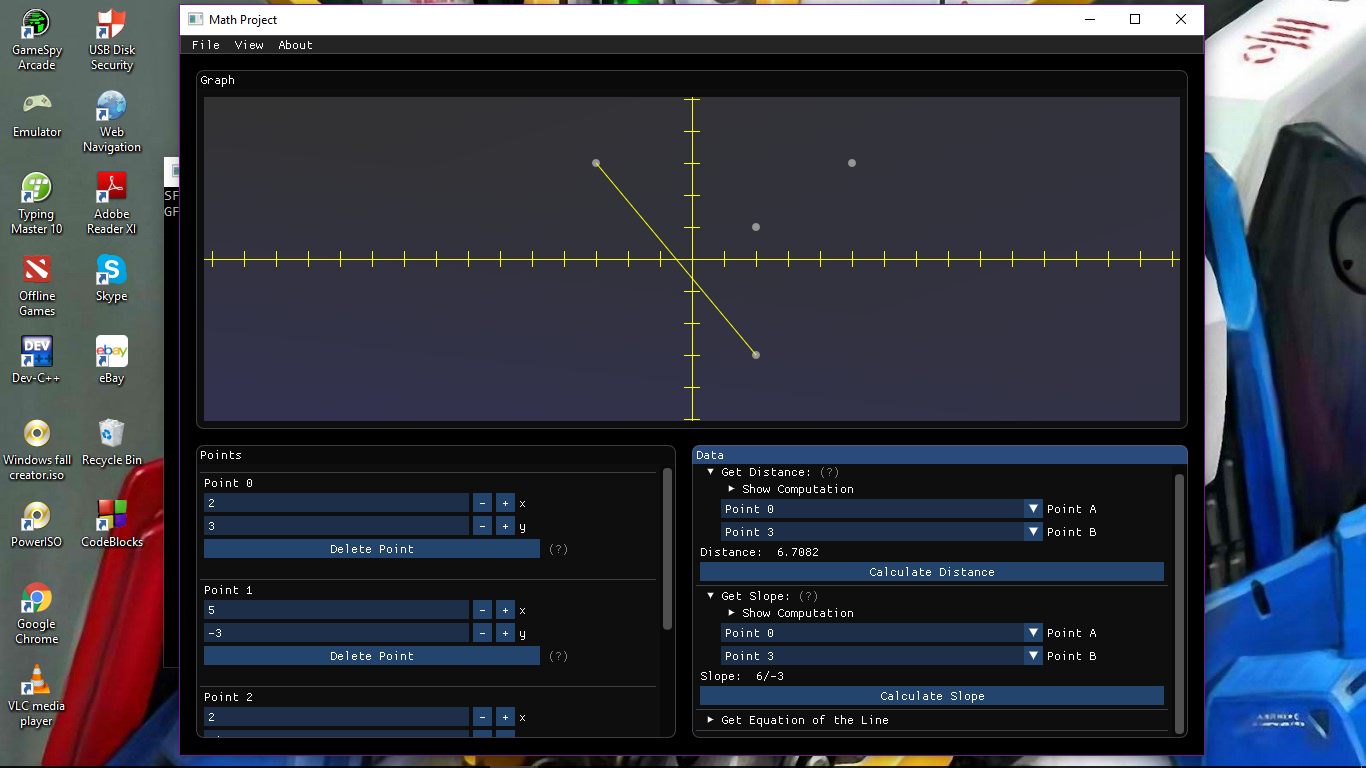 GameSpy
Arcade
USB Disk
Security
Emulator
Web
Navigation
Typing
Master 10
Adobe
Reader XI
Offline
Games
Skype
DEV
Dev-C++
ebay
eBay
Windows fall
creator.iso
Recycle Bin
PowerISO
CodeBlocks
Google
Chrome
VLC media
player
SF
GF
Math Project
File View About
Graph
Points
Point 0
2 - + x
3 - + y
Delete Point (?)
Point 1
5 - + x
-3 - + y
Delete Point (?)
Point 2
2 - + x
Data
Get Distance: (?)
Show Computation
Point 0 Point A
Point 3 Point B
Distance: 6.7082
Calculate Distance
Get Slope: (?)
Show Computation
Point 0 Point A
Point 3 Point B
Slope: 6/-3
Calculate Slope
Get Equation of the Line